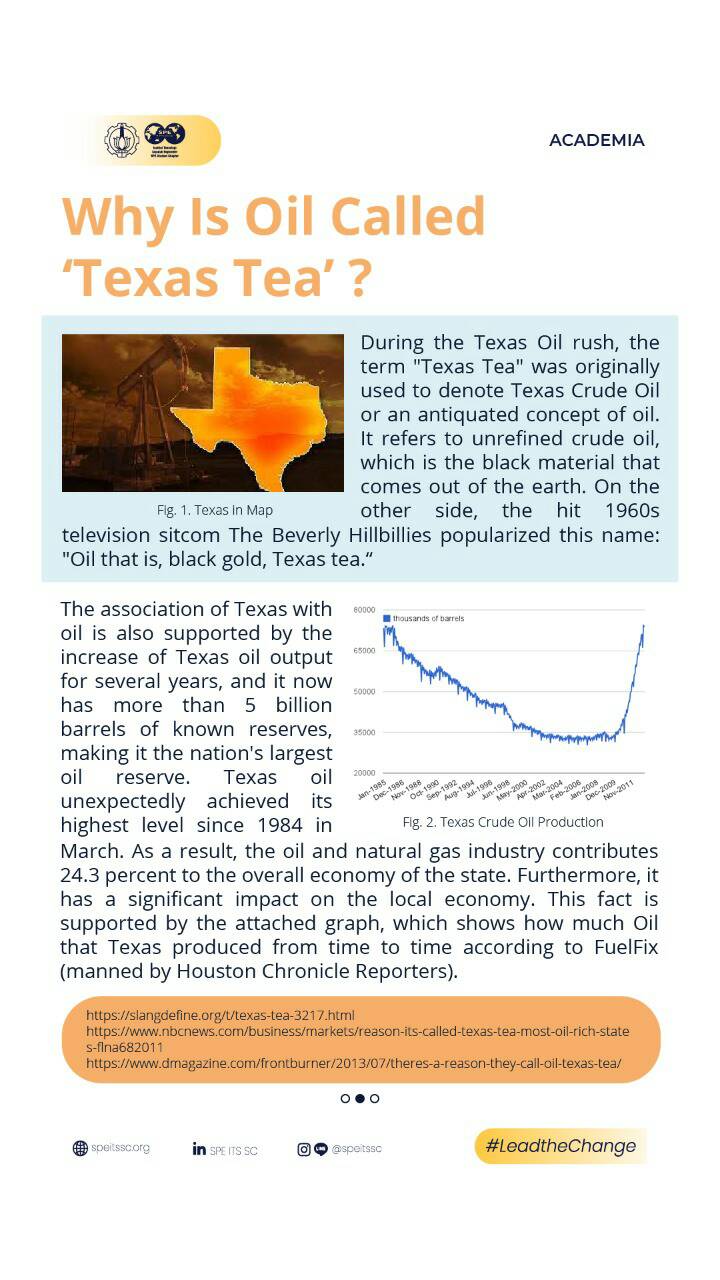 SPE
ACADEMIA
Why Is Oil Called
‘Texas Tea’ ?
During the Texas Oil rush, the
term "Texas Tea" was originally
used to denote Texas Crude Oil
or an antiquated concept of oil.
It refers to unrefined crude oil,
which is the black material that
comes out of the earth. On the
other side, the hit 1960s
Fig. 1. Texas in Map
television sitcom The Beverly Hillbillies popularized this name:
"Oil that is, black gold, Texas tea.“
The association of Texas with
oil is also supported by the
increase of Texas oil output
for several years, and it now
has more than 5 billion
barrels of known reserves,
making it the nation's largest
oil reserve. Texas oil
unexpectedly achieved its
highest level since 1984 in
80000
thousands of barrels
65000
50000
35000
20000
Jan-1985
Dec-1986
Nov-1988
Oct-1990
Sep-1992
Aug-1994
Jul-1996
Jun-1998
May-2000
Apr-2002
Mar-2004
Feb-2006
Jan-2008
Dec-2009
Nov-2011
Fig. 2. Texas Crude Oil Production
March. As a result, the oil and natural gas industry contributes
24.3 percent to the overall economy of the state. Furthermore, it
has a significant impact on the local economy. This fact is
supported by the attached graph, which shows how much Oil
that Texas produced from time to time according to FuelFix
(manned by Houston Chronicle Reporters).
https://slangdefine.org/t/texas-tea-3217.html
https://www.nbcnews.com/business/markets/reason-its-called-texas-tea-most-oil-rich-state
s-flna682011
https://www.dmagazine.com/frontburner/2013/07/theres-a-reason-they-call-oil-texas-tea/
speitssc.org
in SPE ITS SC
LINE
@speitssc
#LeadtheChange